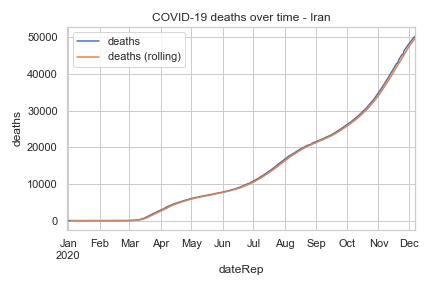 COVID-19 deaths over time - Iran
deaths
deaths (rolling)
50000
40000
30000
20000
10000
0
deaths
Jan Feb Mar Apr May Jun Jul Aug Sep Oct Nov Dec
2020
dateRep